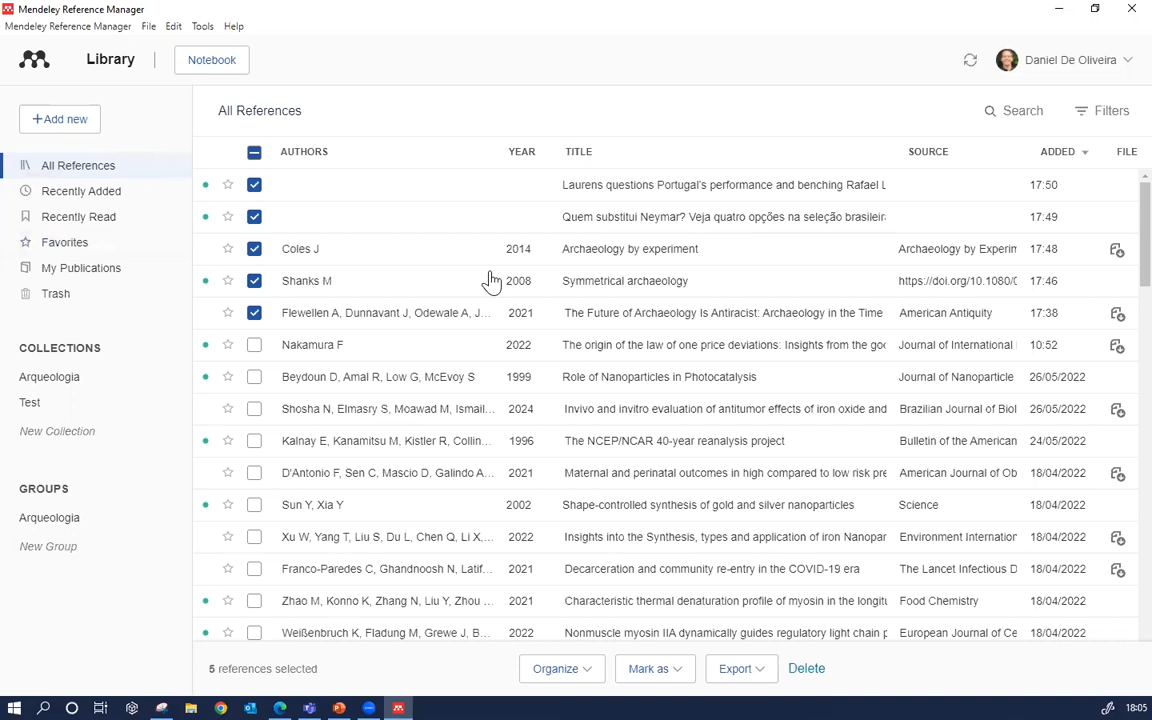 Mendeley Reference Manager
Mendeley Reference Manager File Edit Tools Help
Library Notebook Daniel De Oliveira
+Add new
All References
Recently Added
Recently Read
Favorites
My Publications
Trash
COLLECTIONS
Arqueologia
Test
New Collection
GROUPS
Arqueologia
New Group
All References Search Filters
AUTHORS YEAR TITLE SOURCE ADDED FILE
Laurens questions Portugal's performance and benching Rafael L 17:50
Quem substitui Neymar? Veja quatro opções na seleção brasileir 17:49
Coles J 2014 Archaeology by experiment Archaeology by Experim 17:48
Shanks M 2008 Symmetrical archaeology https://doi.org/10.1080/0 17:46
Flewellen A, Dunnavant J, Odewale A, J... 2021 The Future of Archaeology Is Antiracist: Archaeology in the Time American Antiquity 17:38
Nakamura F 2022 The origin of the law of one price deviations: Insights from the goo Journal of International 10:52
Beydoun D, Amal R, Low G, McEvoy S 1999 Role of Nanoparticles in Photocatalysis Journal of Nanoparticle 26/05/2022
Shosha N, Elmasry S, Moawad M, Ismail... 2024 Invivo and invitro evaluation of antitumor effects of iron oxide and Brazilian Journal of Biol 26/05/2022
Kalnay E, Kanamitsu M, Kistler R, Collin... 1996 The NCEP/NCAR 40-year reanalysis project Bulletin of the American 24/05/2022
D'Antonio F, Sen C, Mascio D, Galindo A... 2021 Maternal and perinatal outcomes in high compared to low risk pre American Journal of Ob 18/04/2022
Sun Y, Xia Y 2002 Shape-controlled synthesis of gold and silver nanoparticles Science 18/04/2022
Xu W, Yang T, Liu S, Du L, Chen Q, Li X,... 2022 Insights into the Synthesis, types and application of iron Nanopar Environment Internation 18/04/2022
Franco-Paredes C, Ghandnoosh N, Latif... 2021 Decarceration and community re-entry in the COVID-19 era The Lancet Infectious D 18/04/2022
Zhao M, Konno K, Zhang N, Liu Y, Zhou ... 2021 Characteristic thermal denaturation profile of myosin in the longitu Food Chemistry 18/04/2022
Weißenbruch K, Fladung M, Grewe J, B... 2022 Nonmuscle myosin IIA dynamically guides regulatory light chain p European Journal of Ce 18/04/2022
5 references selected Organize Mark as Export Delete
18:05